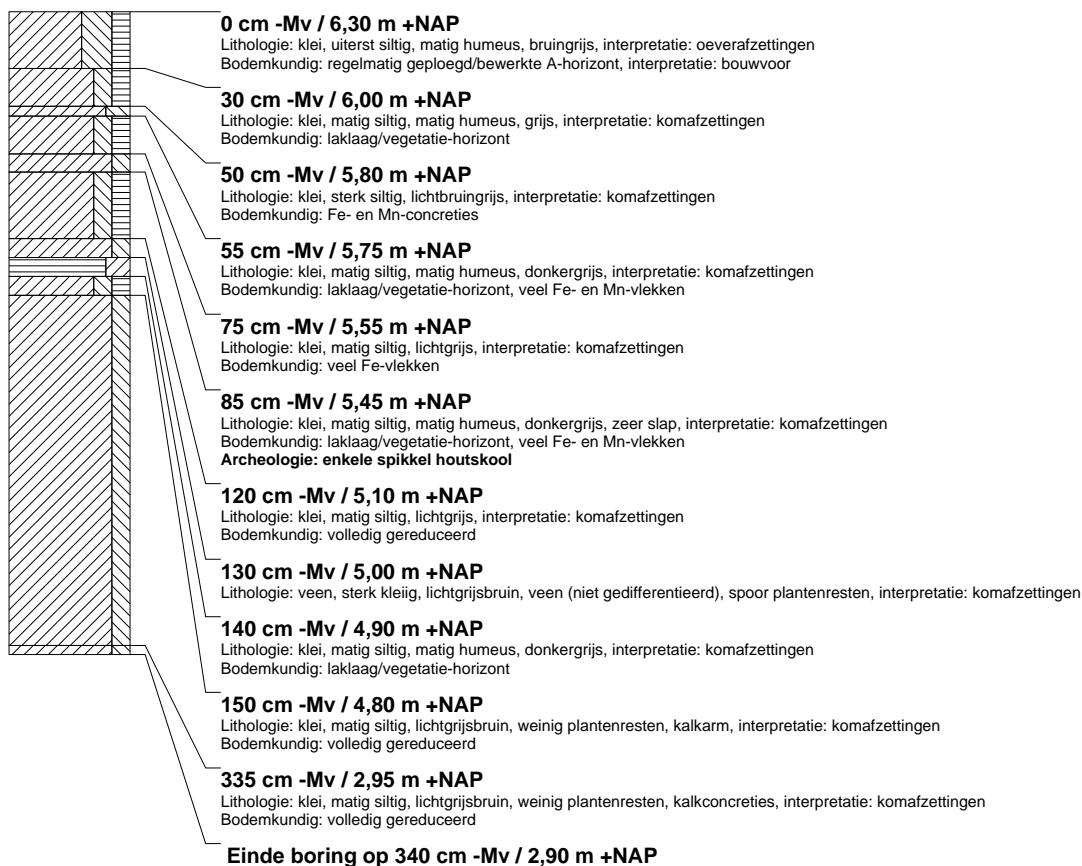 0 cm -Mv / 6,30 m +NAP
Lithologie: klei, uiterst siltig, matig humeus, bruingrijs, interpretatie: oeverafzettingen
Bodemkundig: regelmatig geploegd/bewerkte A-horizont, interpretatie: bouwvoor
30 cm -Mv / 6,00 m +NAP
Lithologie: klei, matig siltig, matig humeus, grijs, interpretatie: komafzettingen
Bodemkundig: laklaag/vegetatie-horizont
50 cm -Mv / 5,80 m +NAP
Lithologie: klei, sterk siltig, lichtbruingrijs, interpretatie: komafzettingen
Bodemkundig: Fe- en Mn-concreties
55 cm -Mv / 5,75 m +NAP
Lithologie: klei, matig siltig, matig humeus, donkergrijs, interpretatie: komafzettingen
Bodemkundig: laklaag/vegetatie-horizont, veel Fe- en Mn-vlekken
75 cm -Mv / 5,55 m +NAP
Lithologie: klei, matig siltig, lichtgrijs, interpretatie: komafzettingen
Bodemkundig: veel Fe-vlekken
85 cm -Mv / 5,45 m +NAP
Lithologie: klei, matig siltig, matig humeus, donkergrijs, zeer slap, interpretatie: komafzettingen
Bodemkundig: laklaag/vegetatie-horizont, veel Fe- en Mn-vlekken
Archeologie: enkele spikkel houtskool
120 cm -Mv / 5,10 m +NAP
Lithologie: klei, matig siltig, lichtgrijs, interpretatie: komafzettingen
Bodemkundig: volledig gereduceerd
130 cm -Mv / 5,00 m +NAP
Lithologie: veen, sterk kleiig, lichtgrijsbruin, veen (niet gedifferentieerd), spoor plantenresten, interpretatie: komafzettingen
140 cm -Mv / 4,90 m +NAP
Lithologie: klei, matig siltig, matig humeus, donkergrijs, interpretatie: komafzettingen
Bodemkundig: laklaag/vegetatie-horizont
150 cm -Mv / 4,80 m +NAP
Lithologie: klei, matig siltig, lichtgrijsbruin, weinig plantenresten, kalkarm, interpretatie: komafzettingen
Bodemkundig: volledig gereduceerd
335 cm -Mv / 2,95 m +NAP
Lithologie: klei, matig siltig, lichtgrijsbruin, weinig plantenresten, kalkconcreties, interpretatie: komafzettingen
Bodemkundig: volledig gereduceerd
Einde boring op 340 cm -Mv / 2,90 m +NAP